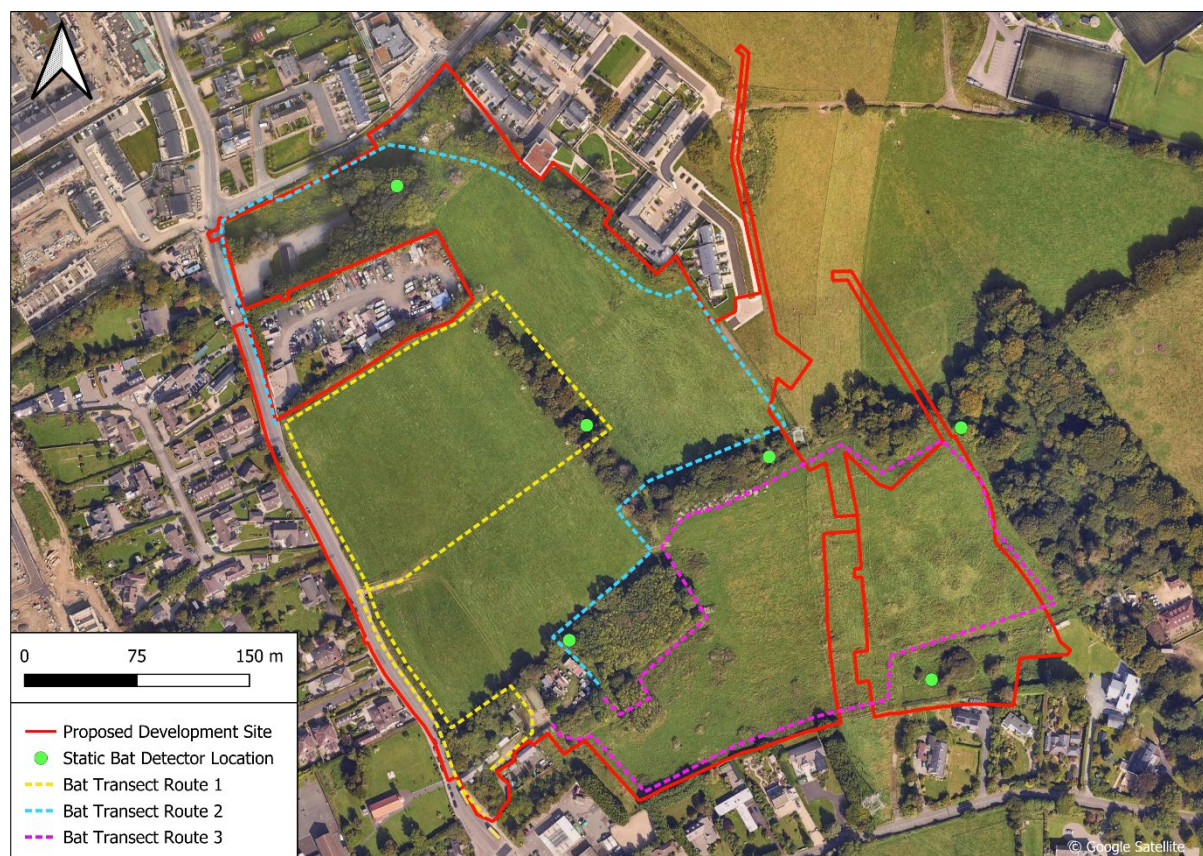 0 75 150 m
Proposed Development Site
Static Bat Detector Location
Bat Transect Route 1
Bat Transect Route 2
Bat Transect Route 3
© Google Satellite